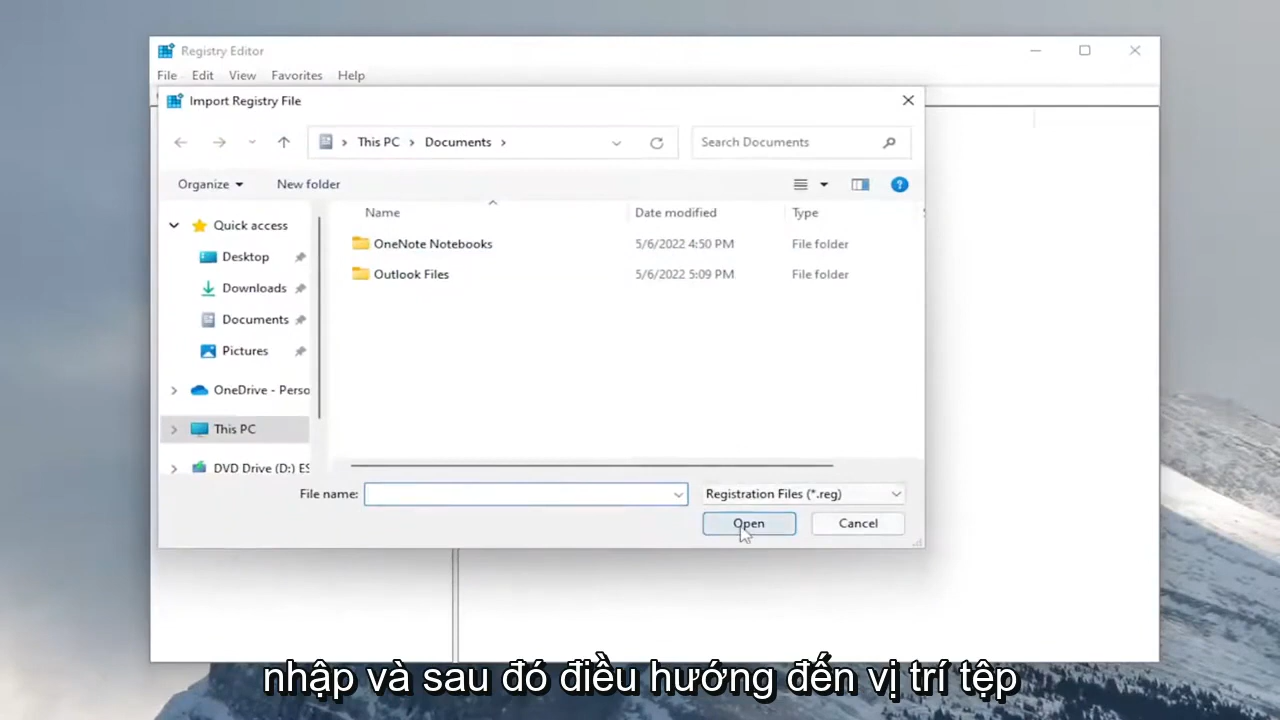 Registry Editor
File Edit View Favorites Help
Import Registry File
This PC Documents
Search Documents
Organize New folder
Name Date modified Type
Quick access
OneNote Notebooks 5/6/2022 4:50 PM File folder
Desktop
Outlook Files 5/6/2022 5:09 PM File folder
Downloads
Documents
Pictures
OneDrive - Perso
This PC
DVD Drive (D:) ES
File name: Registration Files (*.reg)
Open Cancel
nhập và sau đó điều hướng đến vị trí tệp